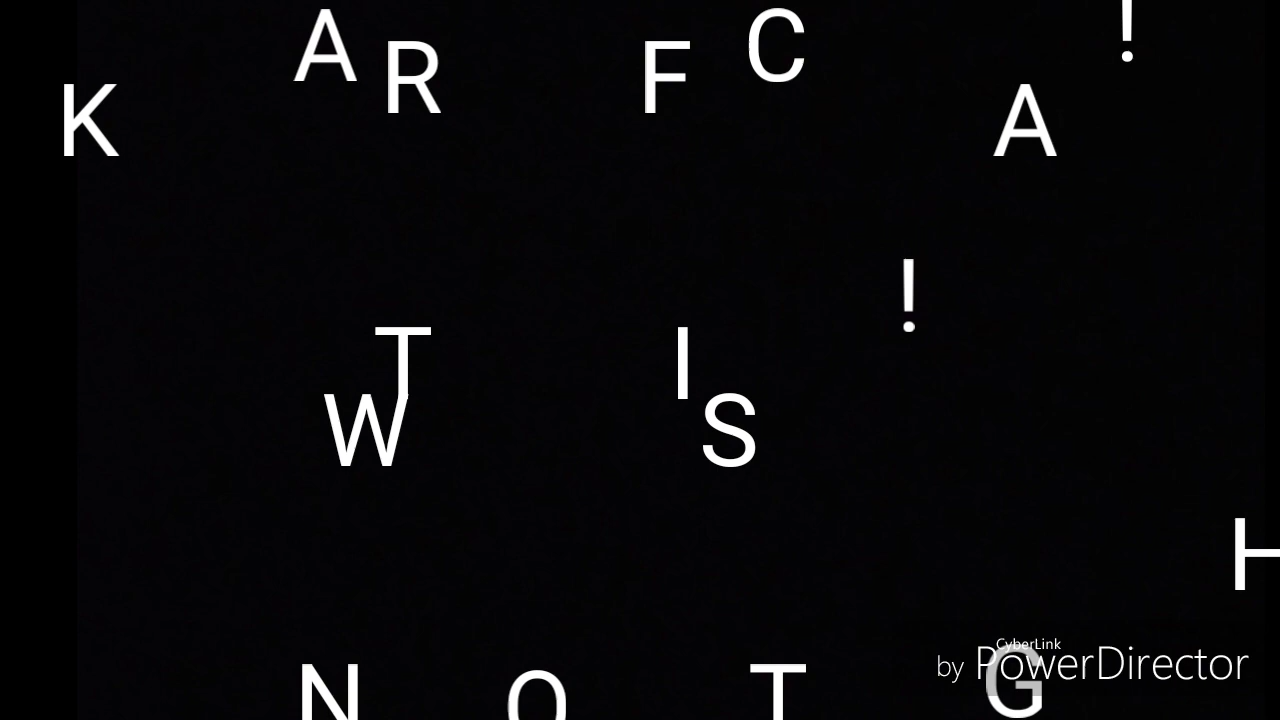 A R F C !
K A
!
T I
W S
H
CyberLink
by PowerDirector
N O T G